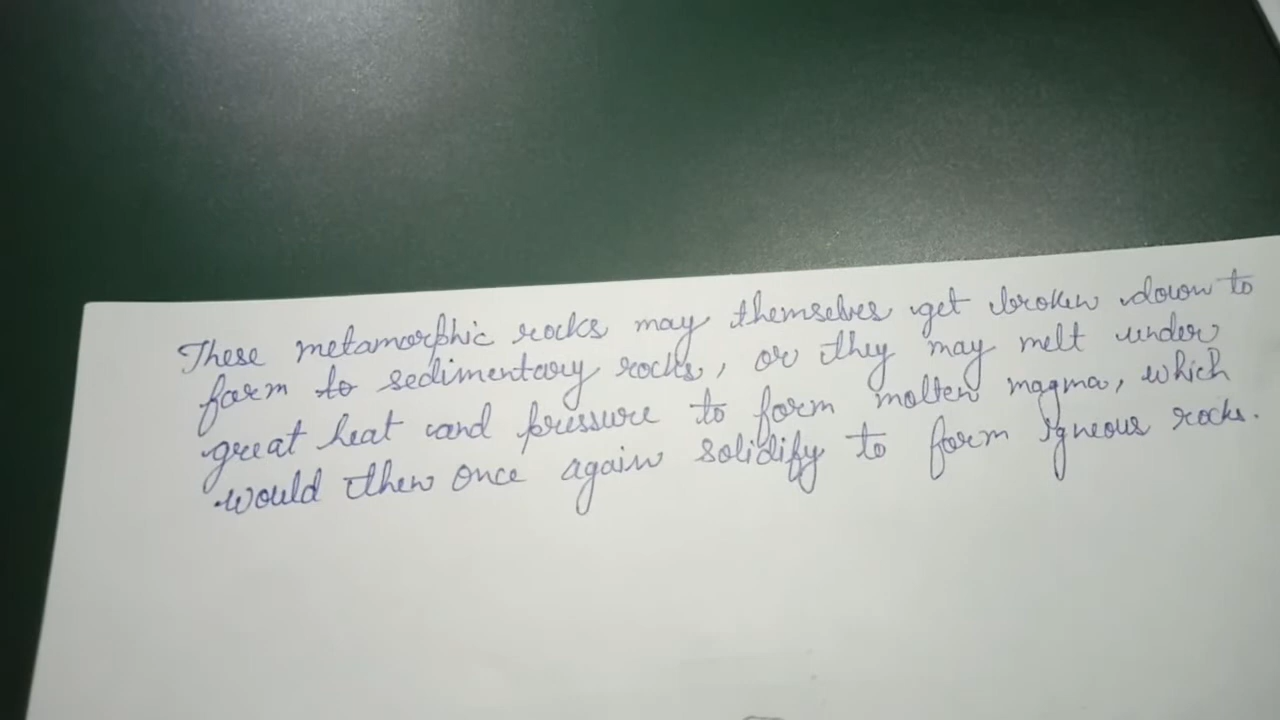 These metamorphic rocks may themselves get broken down to
form to sedimentary rocks, or they may melt under
great heat and pressure to form molten magma, which
would then once again solidify to form Igneous rocks.